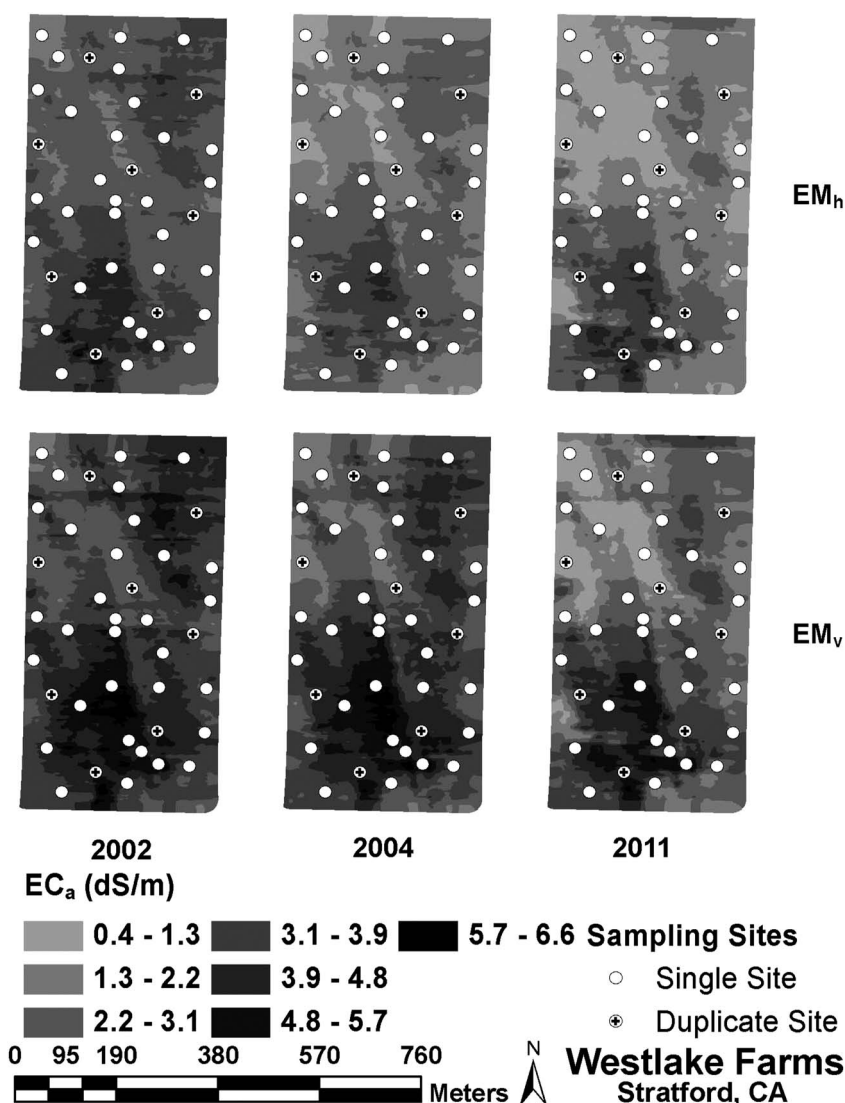 EMh
EMv
2002 2004 2011
ECa (dS/m)
0.4 - 1.3 3.1 - 3.9 5.7 - 6.6 Sampling Sites
1.3 - 2.2 3.9 - 4.8 Single Site
2.2 - 3.1 4.8 - 5.7 Duplicate Site
0 95 190 380 570 760
Meters
N
Westlake Farms
Stratford, CA